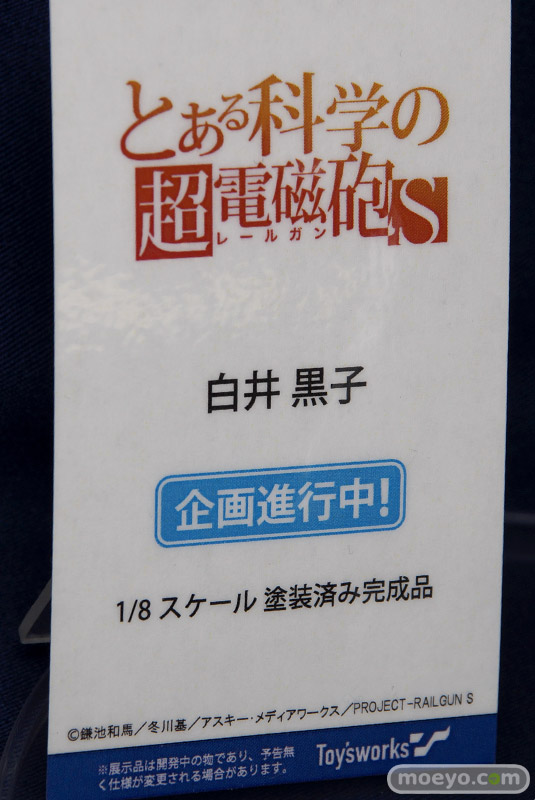 とある科学の
超電磁砲S
レールガン
白井 黒子
企画進行中!
1/8 スケール 塗装済み完成品
©鎌池和馬／冬川基／アスキー・メディアワークス／PROJECT-RAILGUN S
※展示品は開発中の物であり、予告無
く仕様が変更される場合があります。
Toy'sworks
moeyo.com